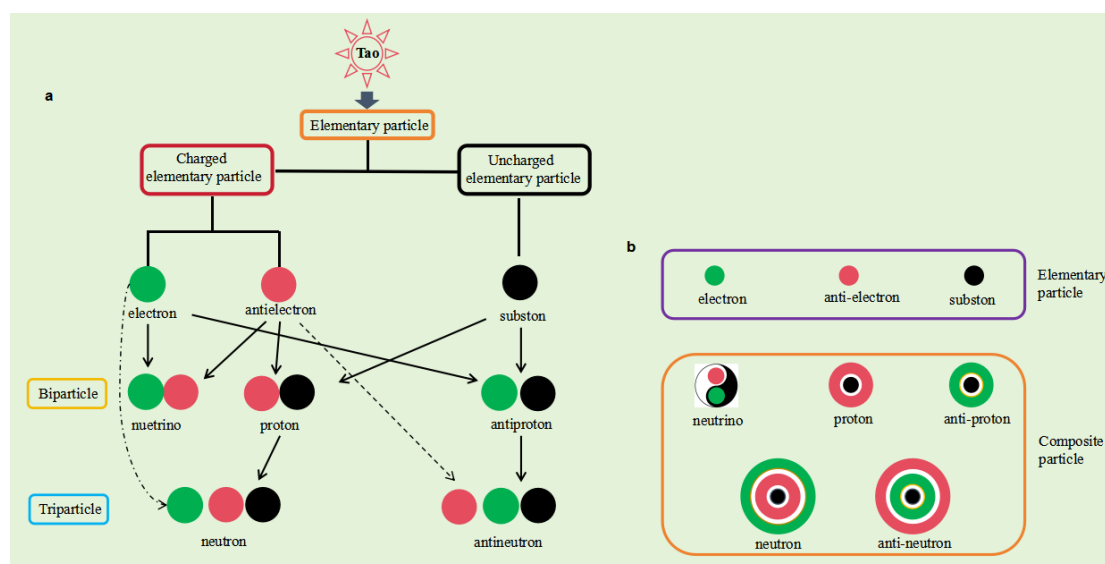 Tao
a
Elementary particle
Charged
elementary particle
Uncharged
elementary particle
electron
antielectron
subston
Biparticle
nuetrino
proton
antiproton
Triparticle
neutron
antineutron
b
electron
anti-electron
subston
Elementary
particle
neutrino
proton
anti-proton
Composite
particle
neutron
anti-neutron